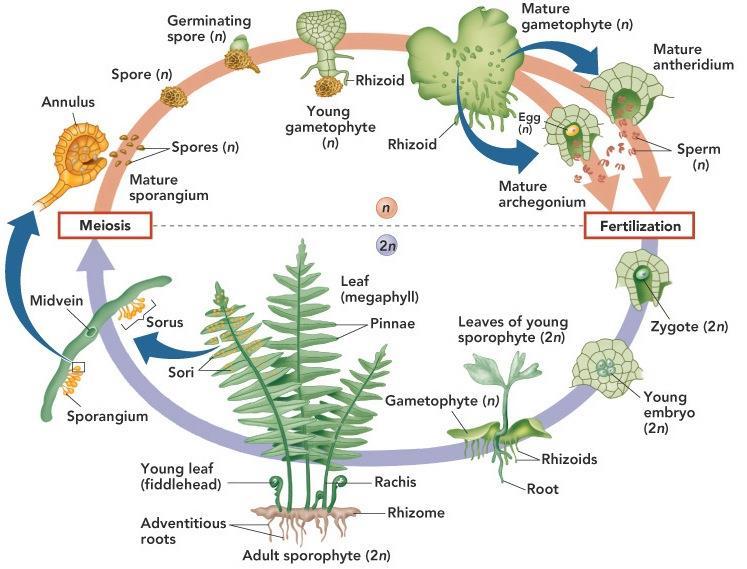 Mature
gametophyte (n)
Germinating
spore (n)
Mature
antheridium
Spore (n)
Rhizoid
Annulus
Young
gametophyte
(n)
Egg
(n)
Spores (n)
Rhizoid
Sperm
(n)
Mature
sporangium
Mature
archegonium
n
Meiosis
Fertilization
2n
Leaf
(megaphyll)
Midvein
Sorus
Pinnae
Leaves of young
sporophyte (2n)
Zygote (2n)
Sori
Gametophyte (n)
Young
embryo
(2n)
Sporangium
Rhizoids
Young leaf
(fiddlehead)
Rachis
Root
Rhizome
Adventitious
roots
Adult sporophyte (2n)